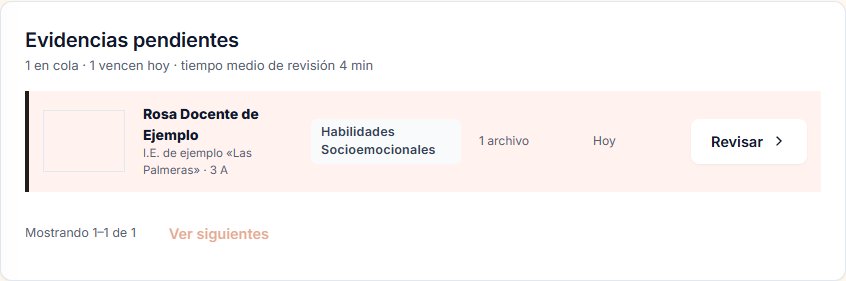 Evidencias pendientes
1 en cola · 1 vencen hoy · tiempo medio de revisión 4 min
Rosa Docente de
Ejemplo
I.E. de ejemplo «Las
Palmeras» · 3 A
Habilidades
Socioemocionales
1 archivo
Hoy
Revisar
Mostrando 1–1 de 1
Ver siguientes